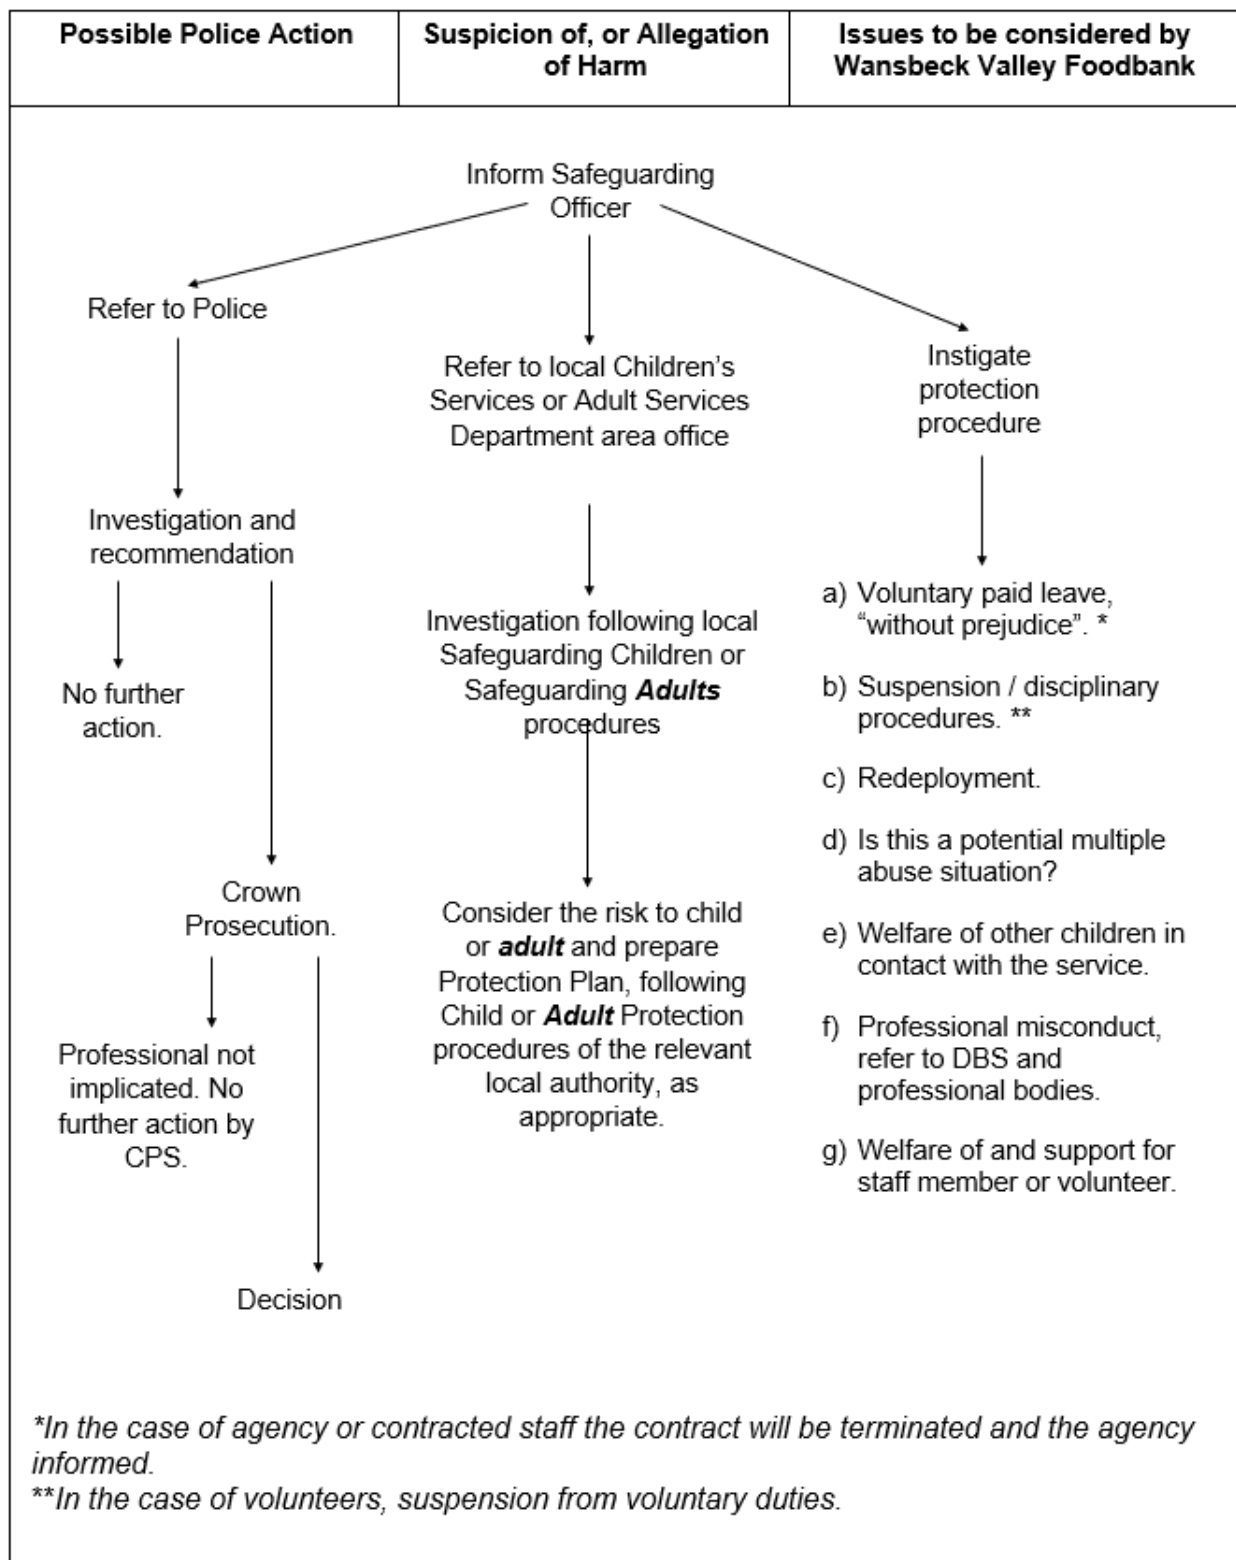 Possible Police Action
Suspicion of, or Allegation
of Harm
Issues to be considered by
Wansbeck Valley Foodbank
Inform Safeguarding
Officer
Refer to Police
Investigation and
recommendation
No further
action.
Crown
Prosecution.
Professional not
implicated. No
further action by
CPS.
Decision
Refer to local Children’s
Services or Adult Services
Department area office
Investigation following local
Safeguarding Children or
Safeguarding Adults
procedures
Consider the risk to child
or adult and prepare
Protection Plan, following
Child or Adult Protection
procedures of the relevant
local authority, as
appropriate.
Instigate
protection
procedure
a) Voluntary paid leave,
“without prejudice”. *
b) Suspension / disciplinary
procedures. **
c) Redeployment.
d) Is this a potential multiple
abuse situation?
e) Welfare of other children in
contact with the service.
f) Professional misconduct,
refer to DBS and
professional bodies.
g) Welfare of and support for
staff member or volunteer.
*In the case of agency or contracted staff the contract will be terminated and the agency
informed.
**In the case of volunteers, suspension from voluntary duties.